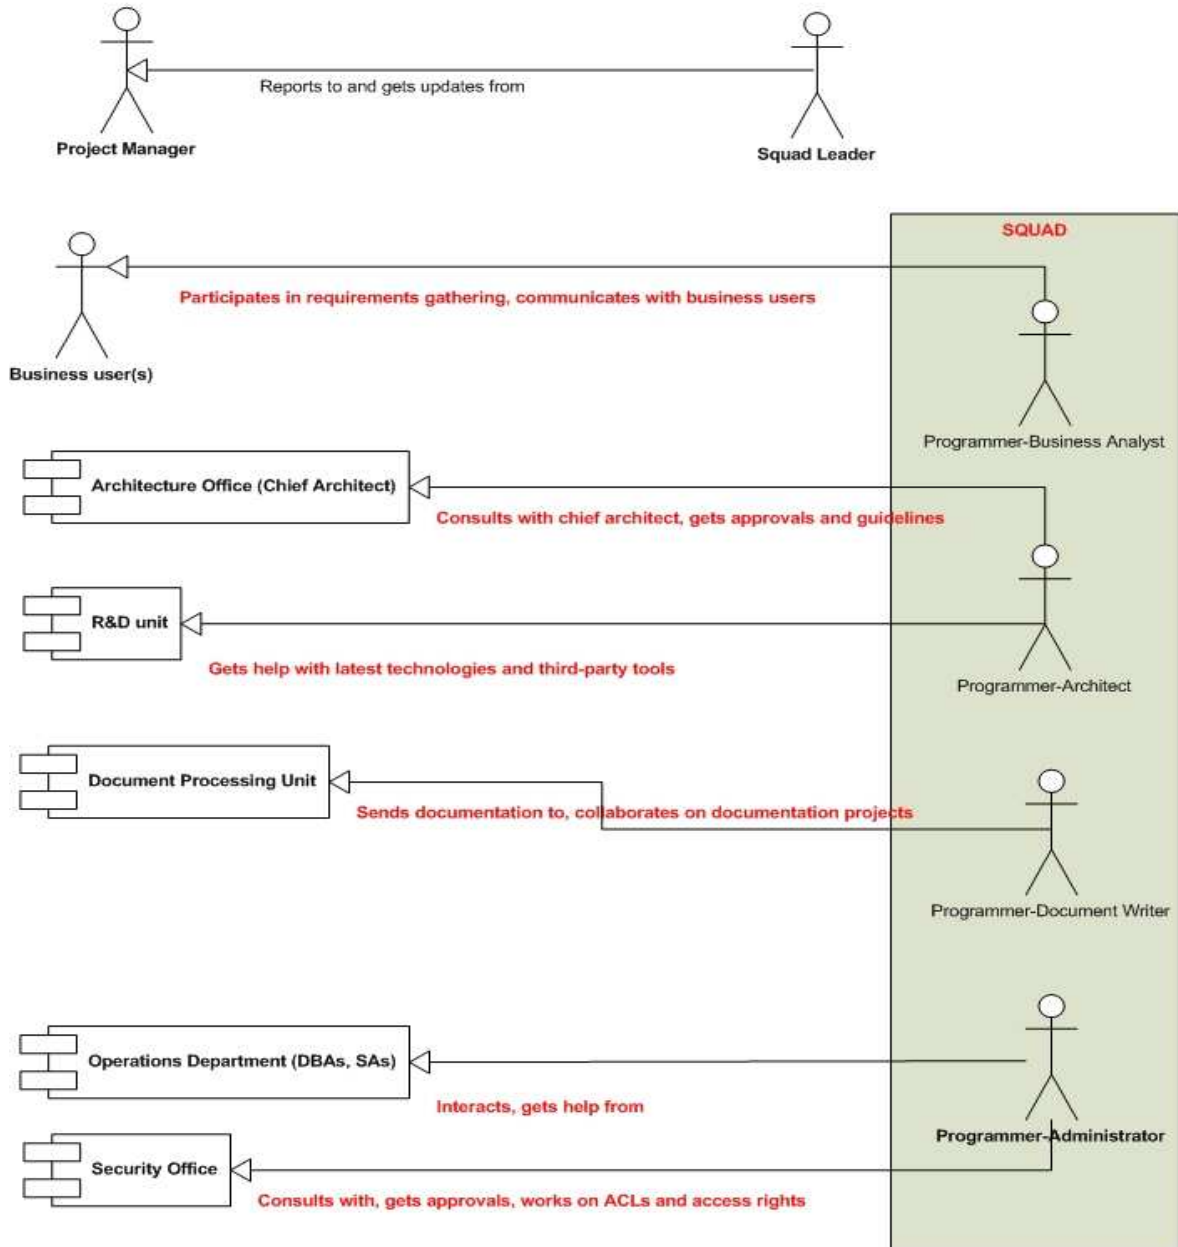 Reports to and gets updates from
Project Manager
Squad Leader
SQUAD
Participates in requirements gathering, communicates with business users
Business user(s)
Programmer-Business Analyst
Architecture Office (Chief Architect)
Consults with chief architect, gets approvals and guidelines
R&D unit
Gets help with latest technologies and third-party tools
Programmer-Architect
Document Processing Unit
Sends documentation to, collaborates on documentation projects
Programmer-Document Writer
Operations Department (DBAs, SAs)
Interacts, gets help from
Programmer-Administrator
Security Office
Consults with, gets approvals, works on ACLs and access rights